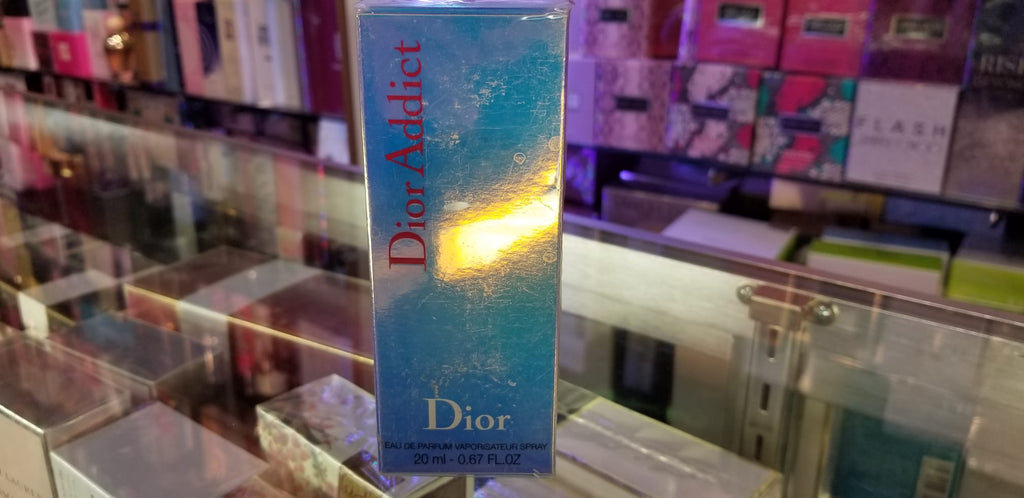 Dior Addict
Dior
EAU DE PARFUM VAPORISATEUR SPRAY
20 ml - 0.67 FL.OZ
FLASH